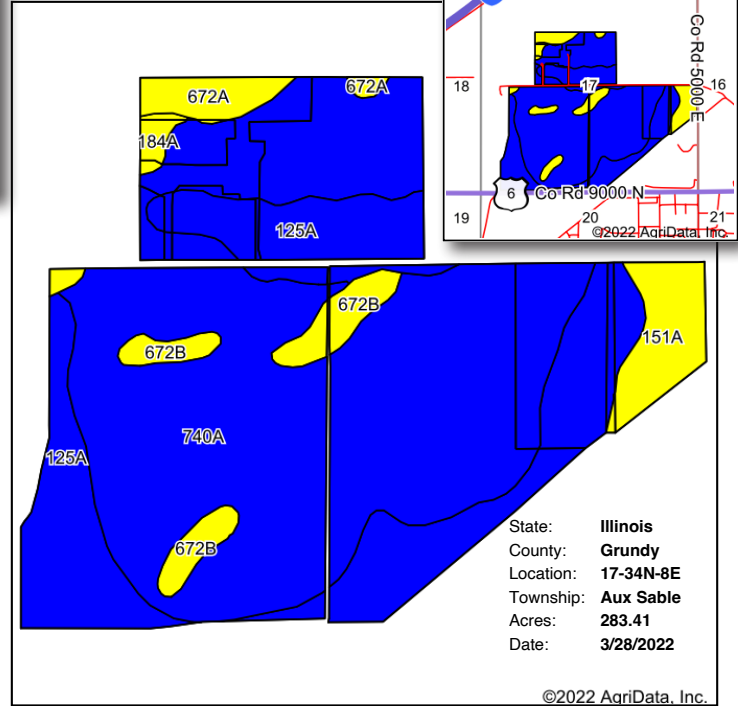 672A
672A
184A
125A
18
17
16
Co Rd 5000 E
6
Co Rd 9000 N
19
20
21
©2022 AgriData, Inc.
672B
672B
151A
740A
125A
672B
State: Illinois
County: Grundy
Location: 17-34N-8E
Township: Aux Sable
Acres: 283.41
Date: 3/28/2022
©2022 AgriData, Inc.